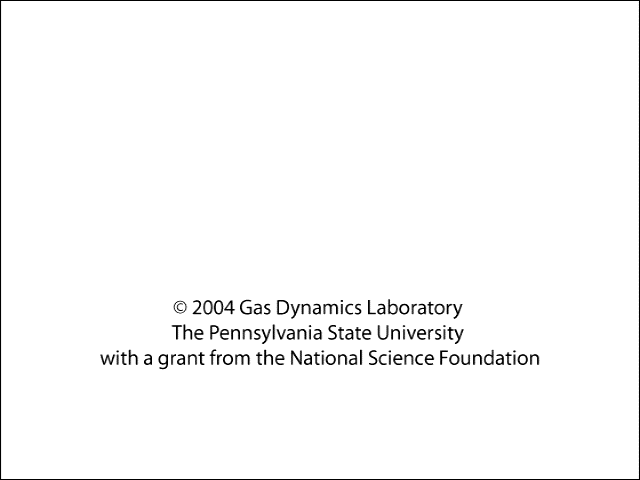 © 2004 Gas Dynamics Laboratory
The Pennsylvania State University
with a grant from the National Science Foundation